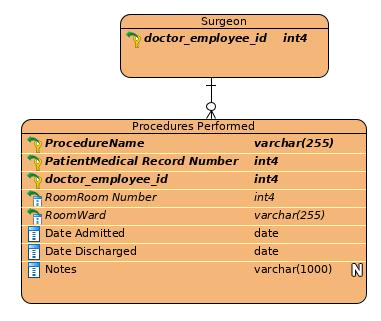 Surgeon
doctor_employee_id int4
Procedures Performed
ProcedureName varchar(255)
PatientMedical Record Number int4
doctor_employee_id int4
RoomRoom Number int4
RoomWard varchar(255)
Date Admitted date
Date Discharged date
Notes varchar(1000) N